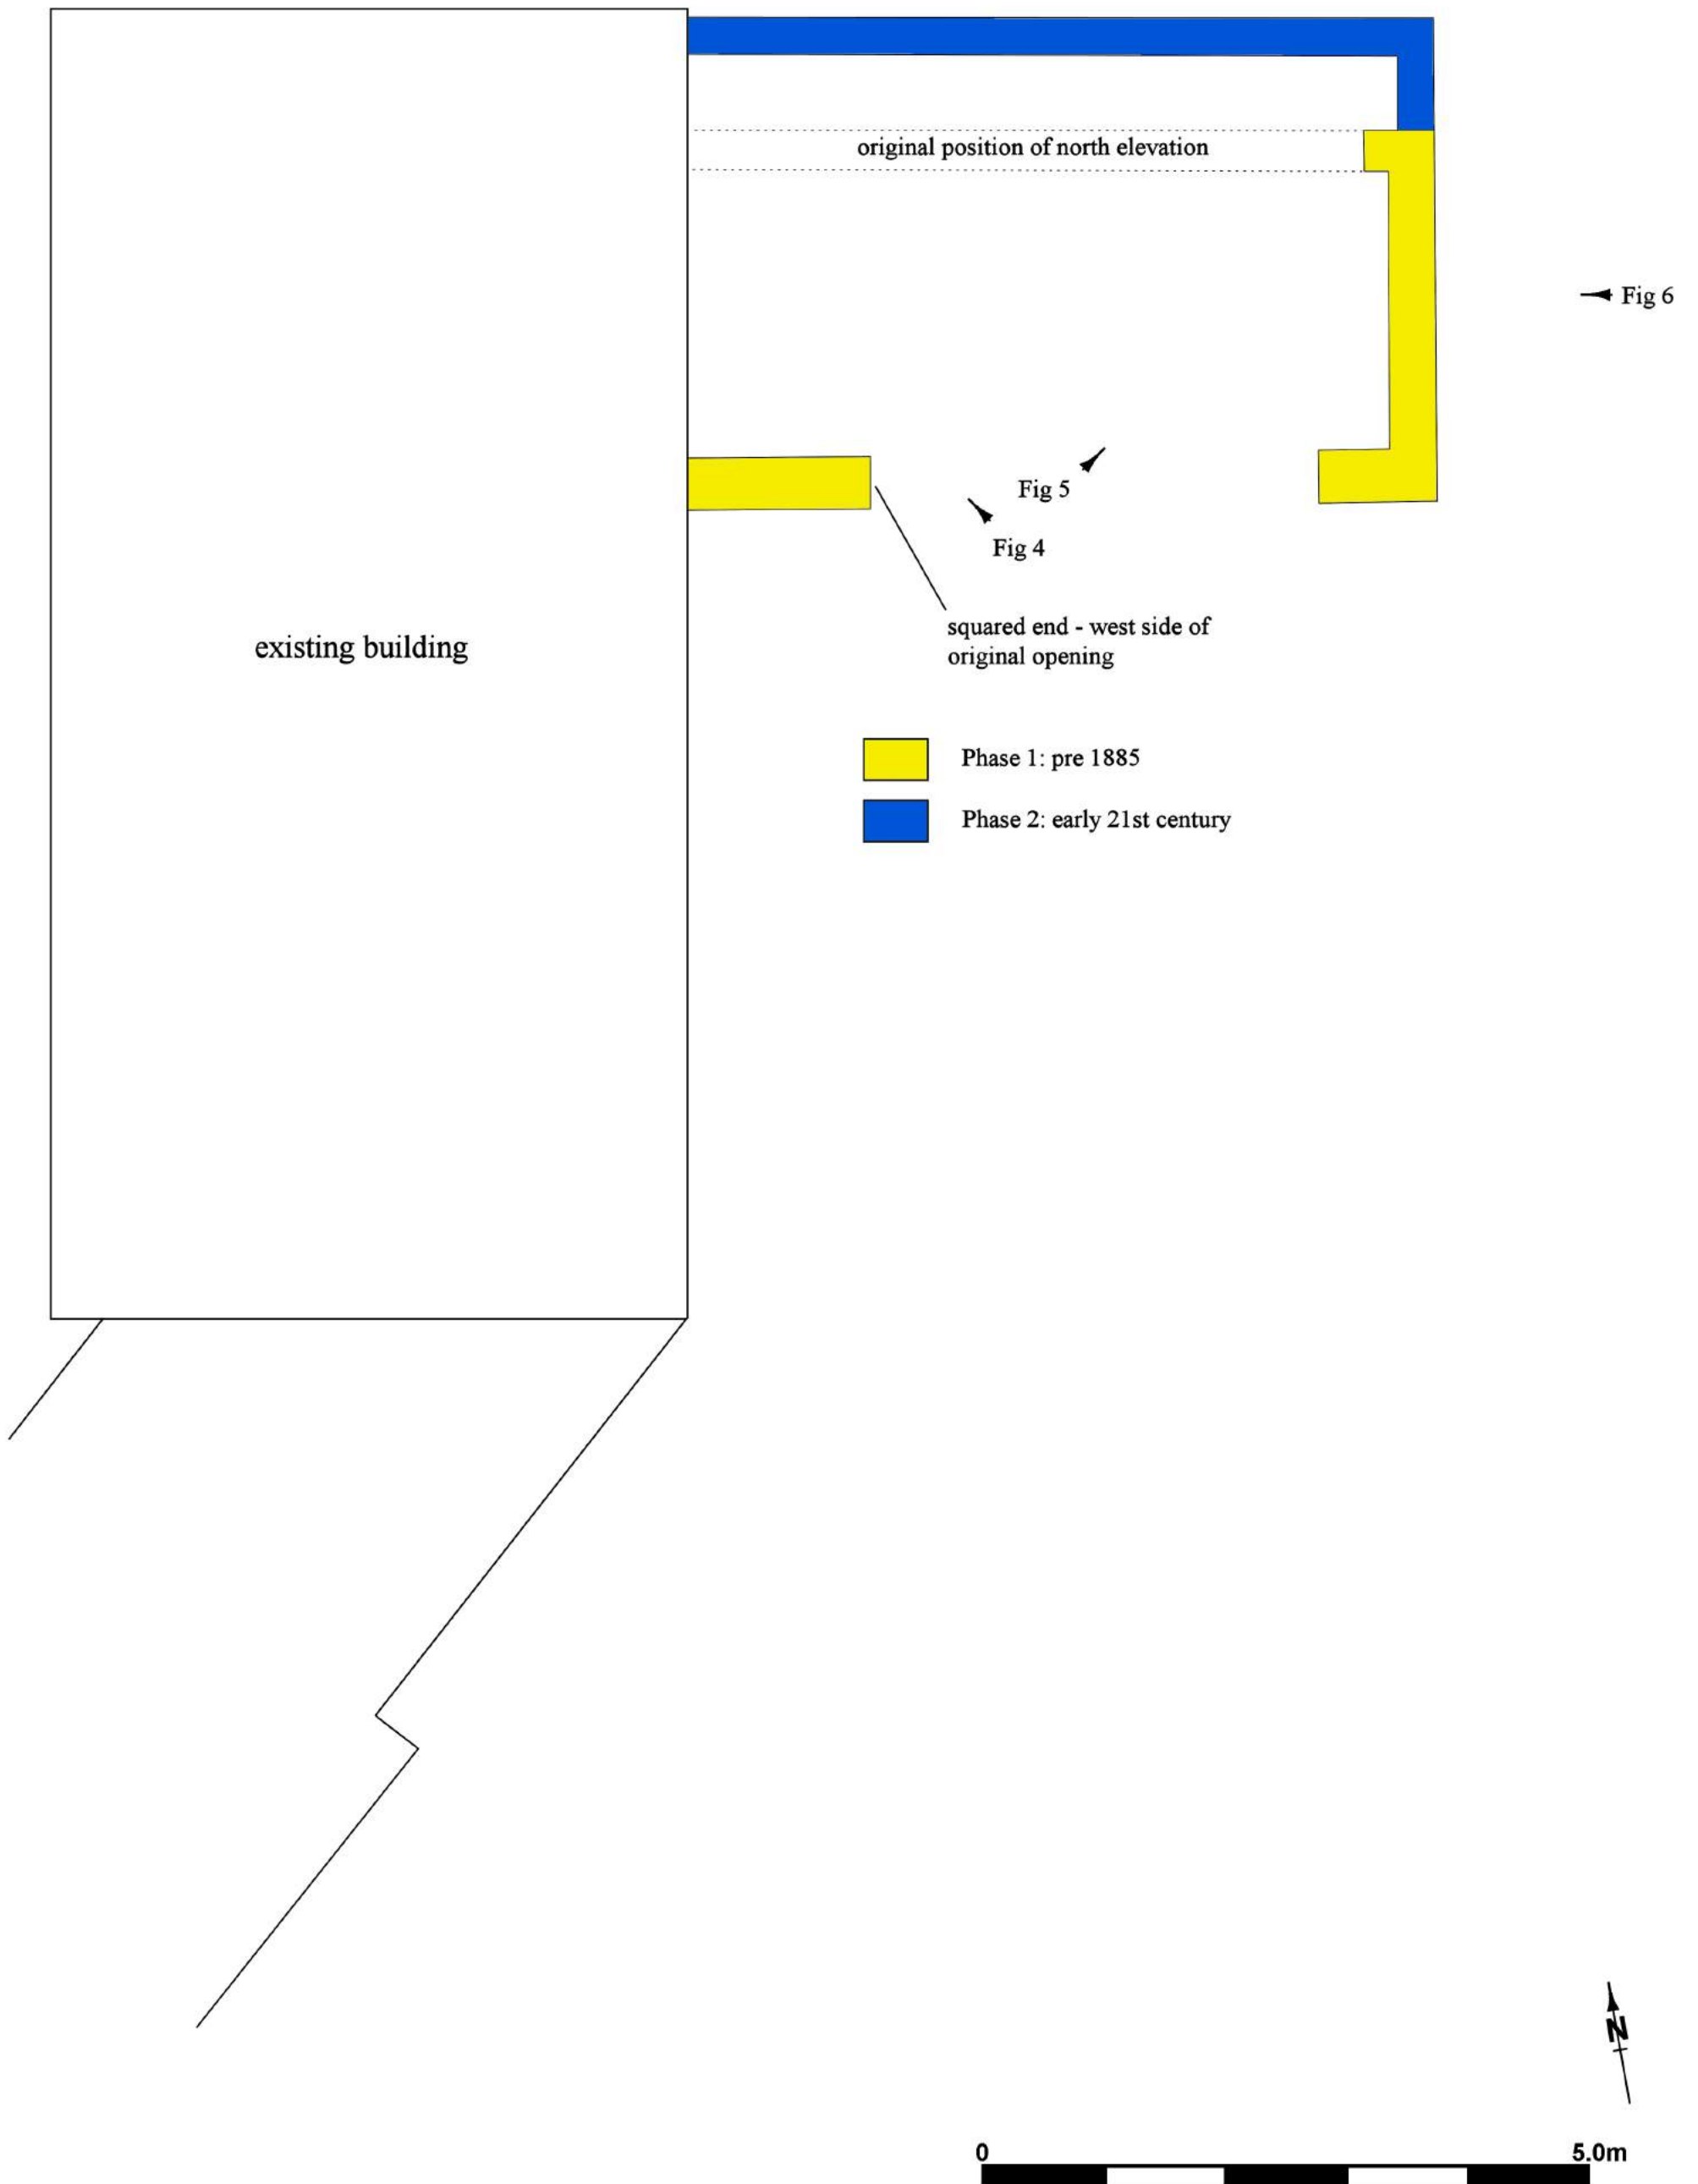 original position of north elevation
Fig 6
Fig 5
Fig 4
squared end - west side of
original opening
existing building
Phase 1: pre 1885
Phase 2: early 21st century
N
0
5.0m